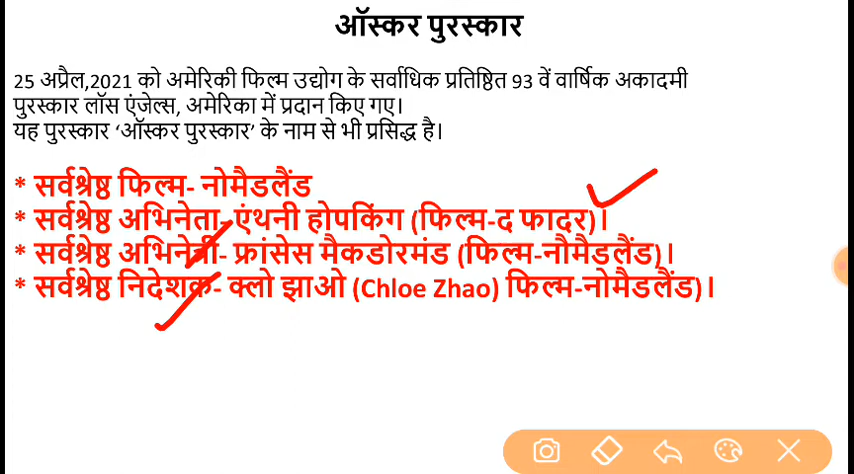 ऑस्कर पुरस्कार
25 अप्रैल,2021 को अमेरिकी फिल्म उद्योग के सर्वाधिक प्रतिष्ठित 93 वें वार्षिक अकादमी
पुरस्कार लॉस एंजेल्स, अमेरिका में प्रदान किए गए।
यह पुरस्कार ‘ऑस्कर पुरस्कार’ के नाम से भी प्रसिद्ध है।
* सर्वश्रेष्ठ फिल्म- नोमैडलैंड
* सर्वश्रेष्ठ अभिनेता- एंथनी होपकिंग (फिल्म-द फादर)।
* सर्वश्रेष्ठ अभिनेत्री- फ्रांसेस मैकडोरमंड (फिल्म-नौमैडलैंड)।
* सर्वश्रेष्ठ निदेशक- क्लो झाओ (Chloe Zhao) फिल्म-नोमैडलैंड)।